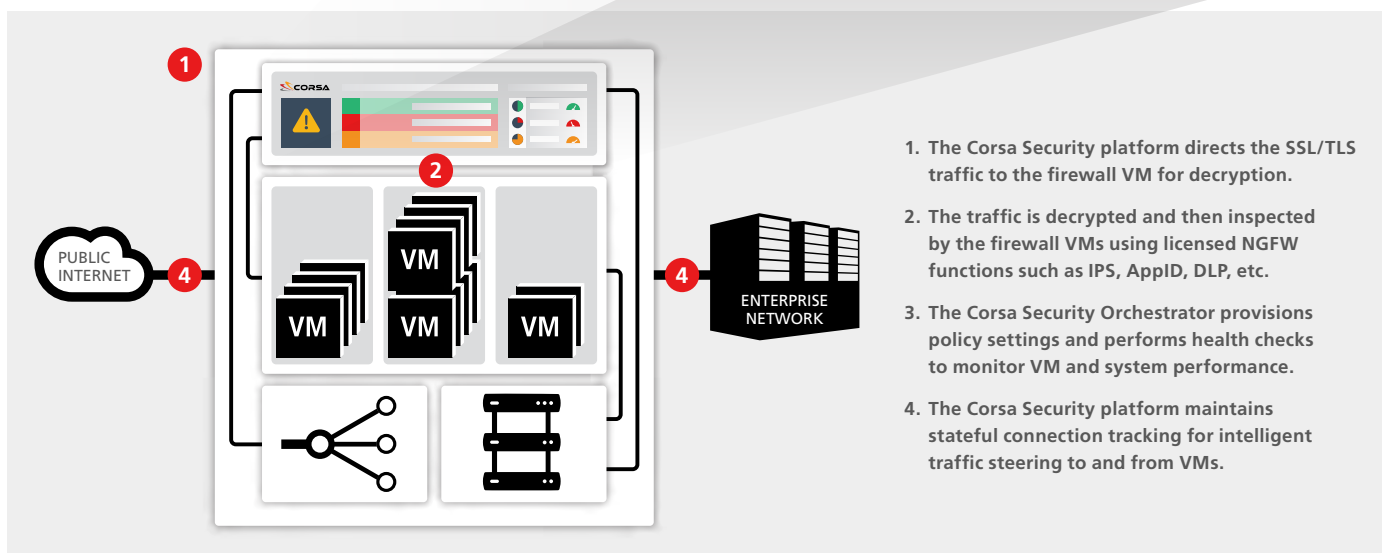 1
CORSA
2
PUBLIC
INTERNET
4
VM
VM
VM
VM
4
ENTERPRISE
NETWORK
1. The Corsa Security platform directs the SSL/TLS
traffic to the firewall VM for decryption.
2. The traffic is decrypted and then inspected
by the firewall VMs using licensed NGFW
functions such as IPS, AppID, DLP, etc.
3. The Corsa Security Orchestrator provisions
policy settings and performs health checks
to monitor VM and system performance.
4. The Corsa Security platform maintains
stateful connection tracking for intelligent
traffic steering to and from VMs.